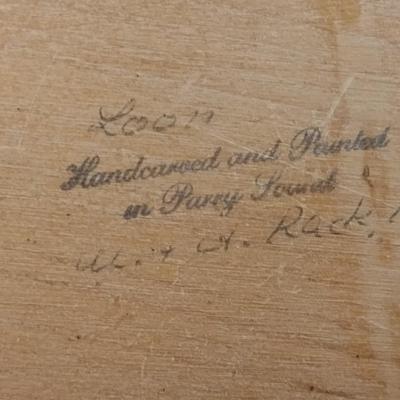 Loon
Handcarved and Painted
in Parry Sound
W. + A. Rack,